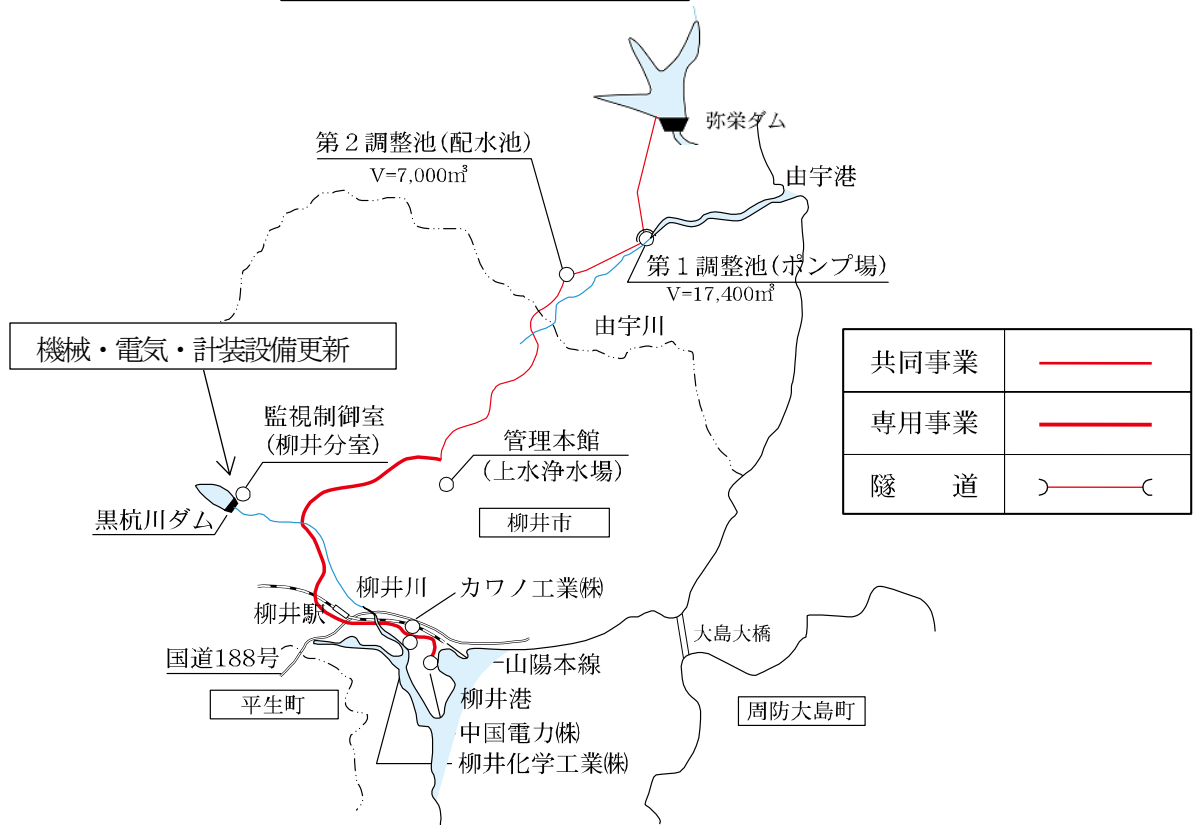 弥栄ダム
第２調整池(配水池)
V=7,000㎥
由宇港
第１調整池(ポンプ場)
V=17,400㎥
由宇川
機械・電気・計装設備更新
共同事業
専用事業
隧　　道
監視制御室
(柳井分室)
管理本館
(上水浄水場)
黒杭川ダム
柳井市
柳井川
カワノ工業㈱
柳井駅
大島大橋
国道188号
山陽本線
平生町
柳井港
周防大島町
中国電力㈱
柳井化学工業㈱